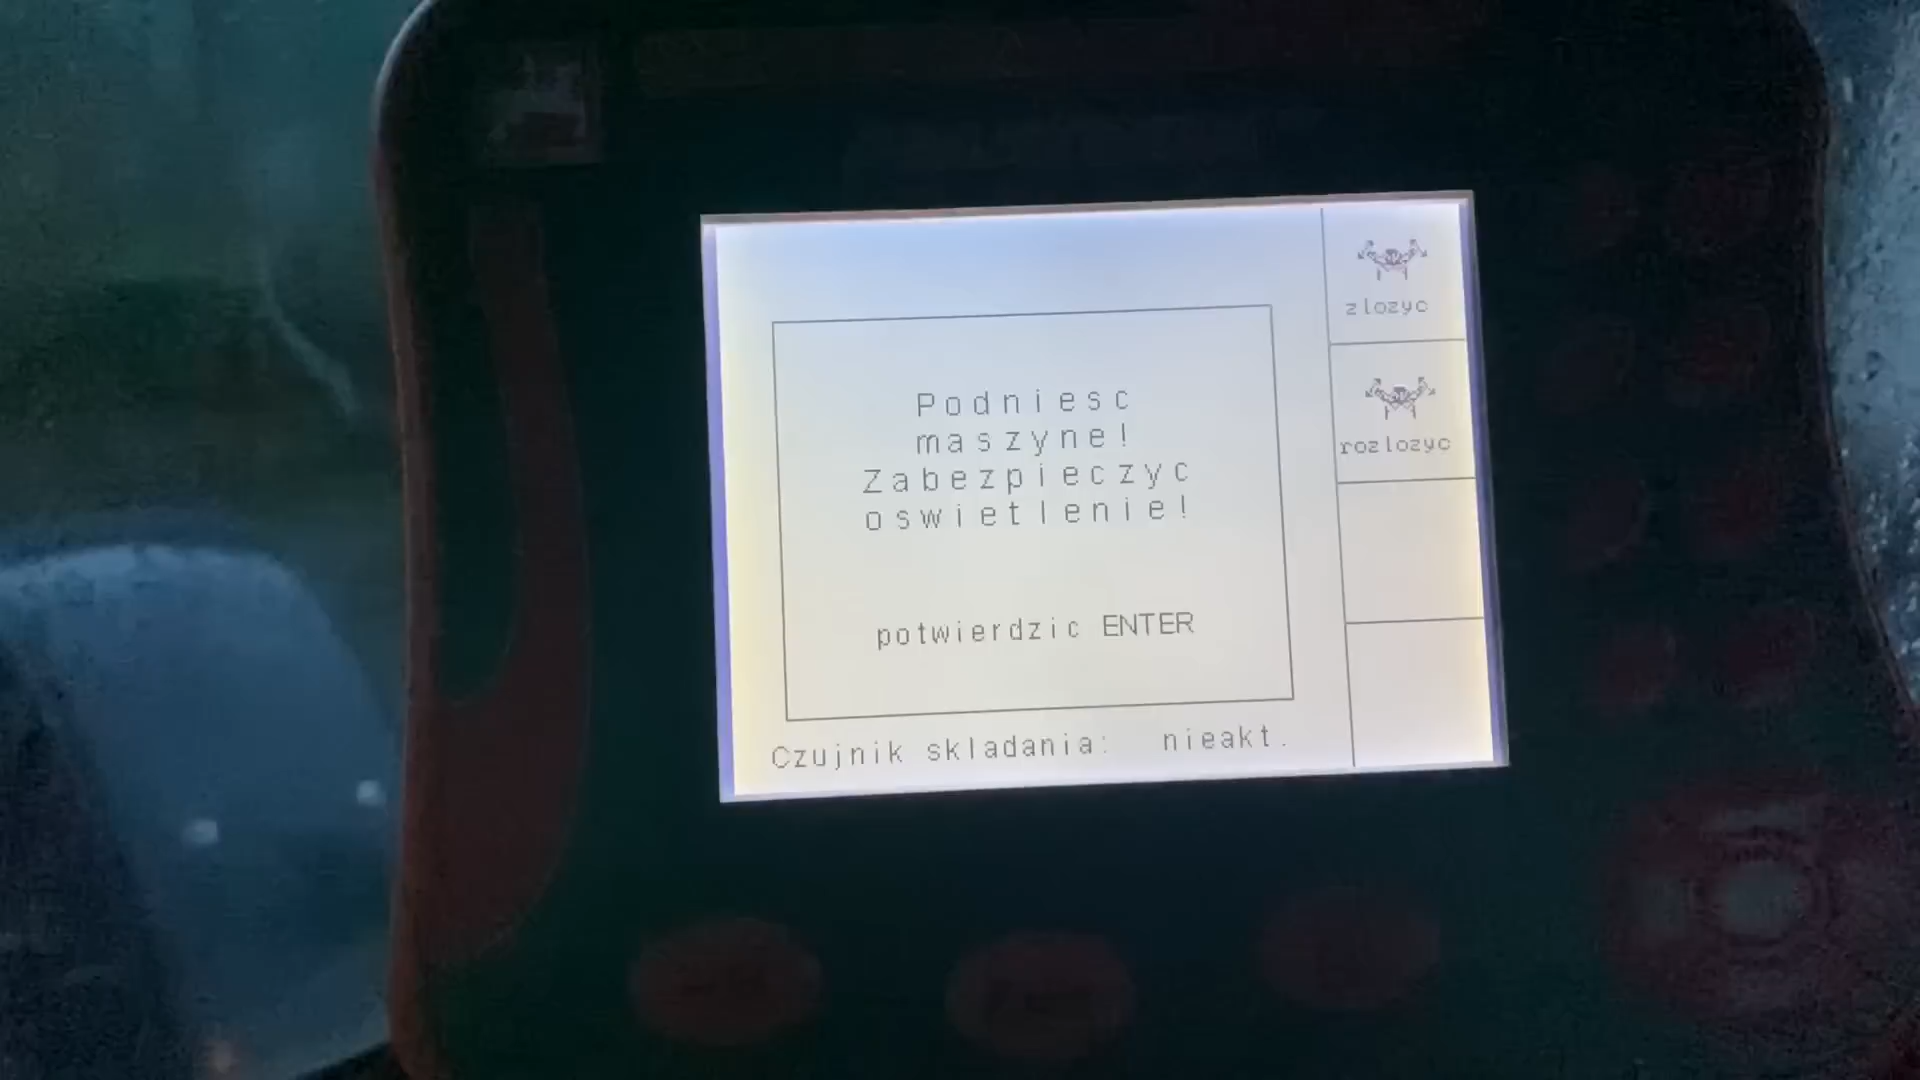 zlozyc
Podniesc
maszyne!
Zabezpieczyc
oswietlenie!
rozlozyc
potwierdzic ENTER
Czujnik skladania: nieakt.